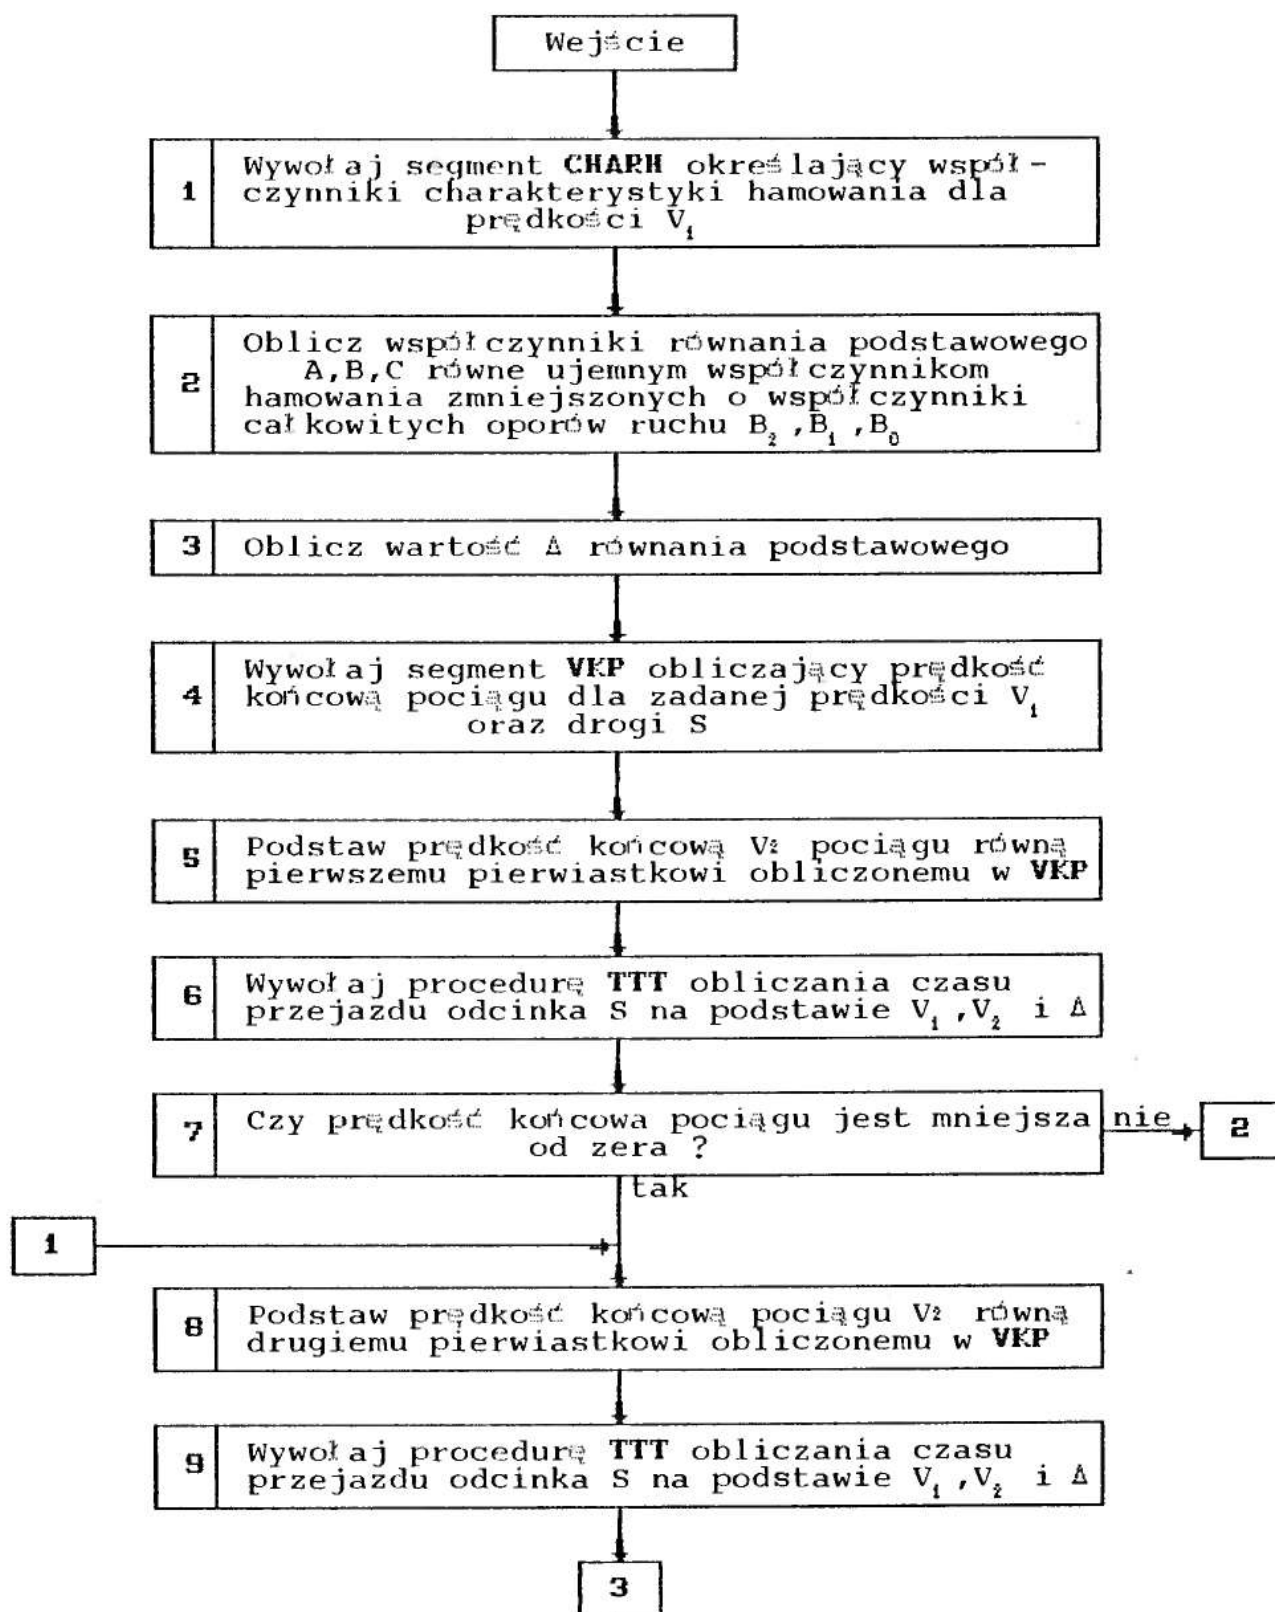 Wejście
1
Wywołaj segment CHARH określający współ-
czynniki charakterystyki hamowania dla
prędkości V₁
2
Oblicz współczynniki równania podstawowego
A,B,C równe ujemnym współczynnikom
hamowania zmniejszonych o współczynniki
całkowitych oporów ruchu B₂,B₁,B₀
3
Oblicz wartość Δ równania podstawowego
4
Wywołaj segment VKP obliczający prędkość
końcową pociągu dla zadanej prędkości V₁
oraz drogi S
5
Podstaw prędkość końcową V₂ pociągu równą
pierwszemu pierwiastkowi obliczonemu w VKP
6
Wywołaj procedurę TTT obliczania czasu
przejazdu odcinka S na podstawie V₁,V₂ i Δ
7
Czy prędkość końcowa pociągu jest mniejsza
od zera ?
nie
2
tak
1
8
Podstaw prędkość końcową pociągu V₂ równą
drugiemu pierwiastkowi obliczonemu w VKP
9
Wywołaj procedurę TTT obliczania czasu
przejazdu odcinka S na podstawie V₁,V₂ i Δ
3